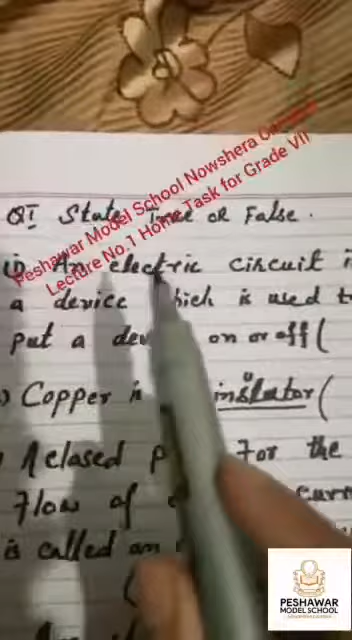 Peshawar Model School Nowshera Campus
Lecture No.1 Home Task for Grade VII
QI State True or False.
(i) An electric circuit i
a device which is used t
put a dev on or off (
) Copper is insulator (
A closed p For the
Flow of curr
is called an
(
PESHAWAR
MODEL SCHOOL